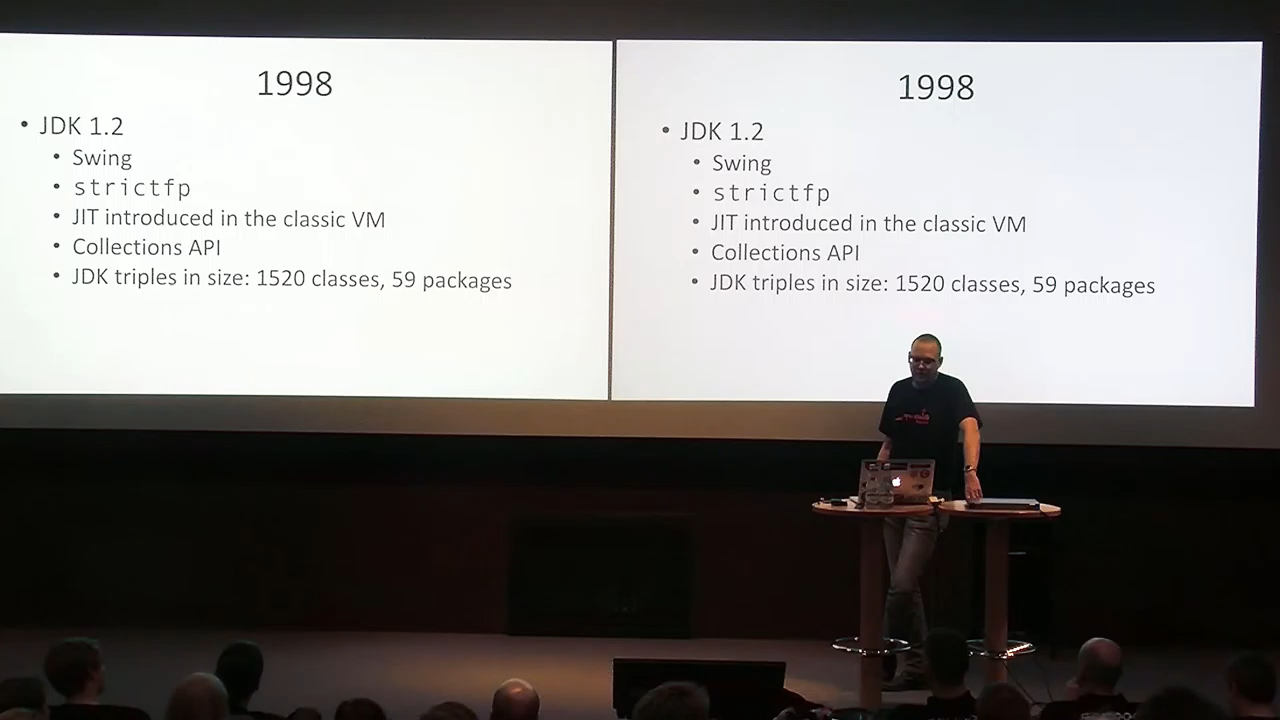 1998
• JDK 1.2
• Swing
• strictfp
• JIT introduced in the classic VM
• Collections API
• JDK triples in size: 1520 classes, 59 packages
1998
• JDK 1.2
• Swing
• strictfp
• JIT introduced in the classic VM
• Collections API
• JDK triples in size: 1520 classes, 59 packages